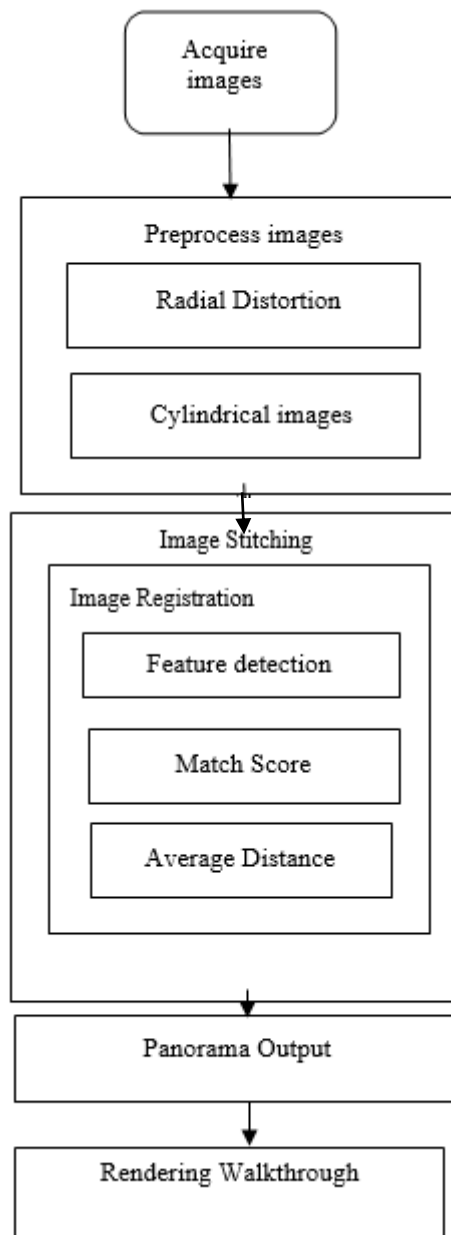 Acquire
images
Preprocess images
Radial Distortion
Cylindrical images
Image Stitching
Image Registration
Feature detection
Match Score
Average Distance
Panorama Output
Rendering Walkthrough